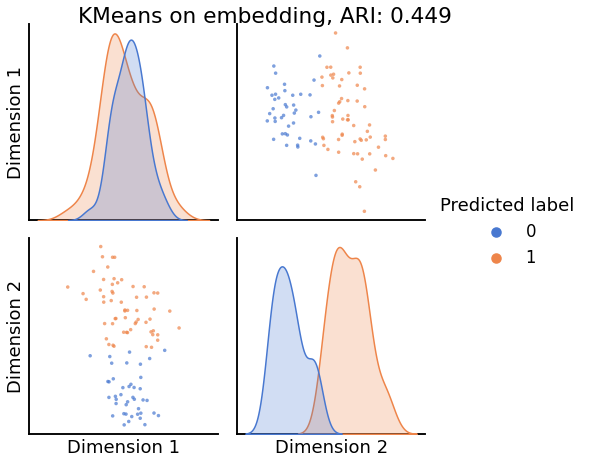 KMeans on embedding, ARI: 0.449
Dimension 1
Predicted label
0
1
Dimension 2
Dimension 1
Dimension 2